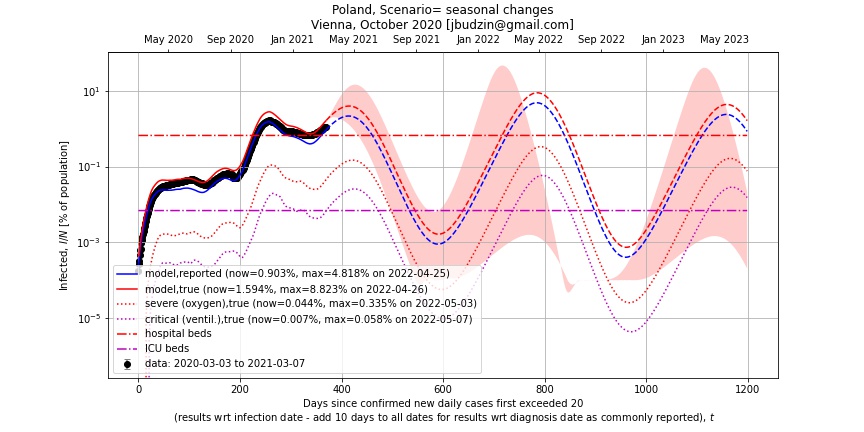 Poland, Scenario= seasonal changes
Vienna, October 2020 [jbudzin@gmail.com]
May 2020 Sep 2020 Jan 2021 May 2021 Sep 2021 Jan 2022 May 2022 Sep 2022 Jan 2023 May 2023
Infected, I/N [% of population]
10¹
10⁻¹
10⁻³
10⁻⁵
model,reported (now=0.903%, max=4.818% on 2022-04-25)
model,true (now=1.594%, max=8.823% on 2022-04-26)
severe (oxygen),true (now=0.044%, max=0.335% on 2022-05-03)
critical (ventil.),true (now=0.007%, max=0.058% on 2022-05-07)
hospital beds
ICU beds
data: 2020-03-03 to 2021-03-07
0 200 400 600 800 1000 1200
Days since confirmed new daily cases first exceeded 20
(results wrt infection date - add 10 days to all dates for results wrt diagnosis date as commonly reported), t